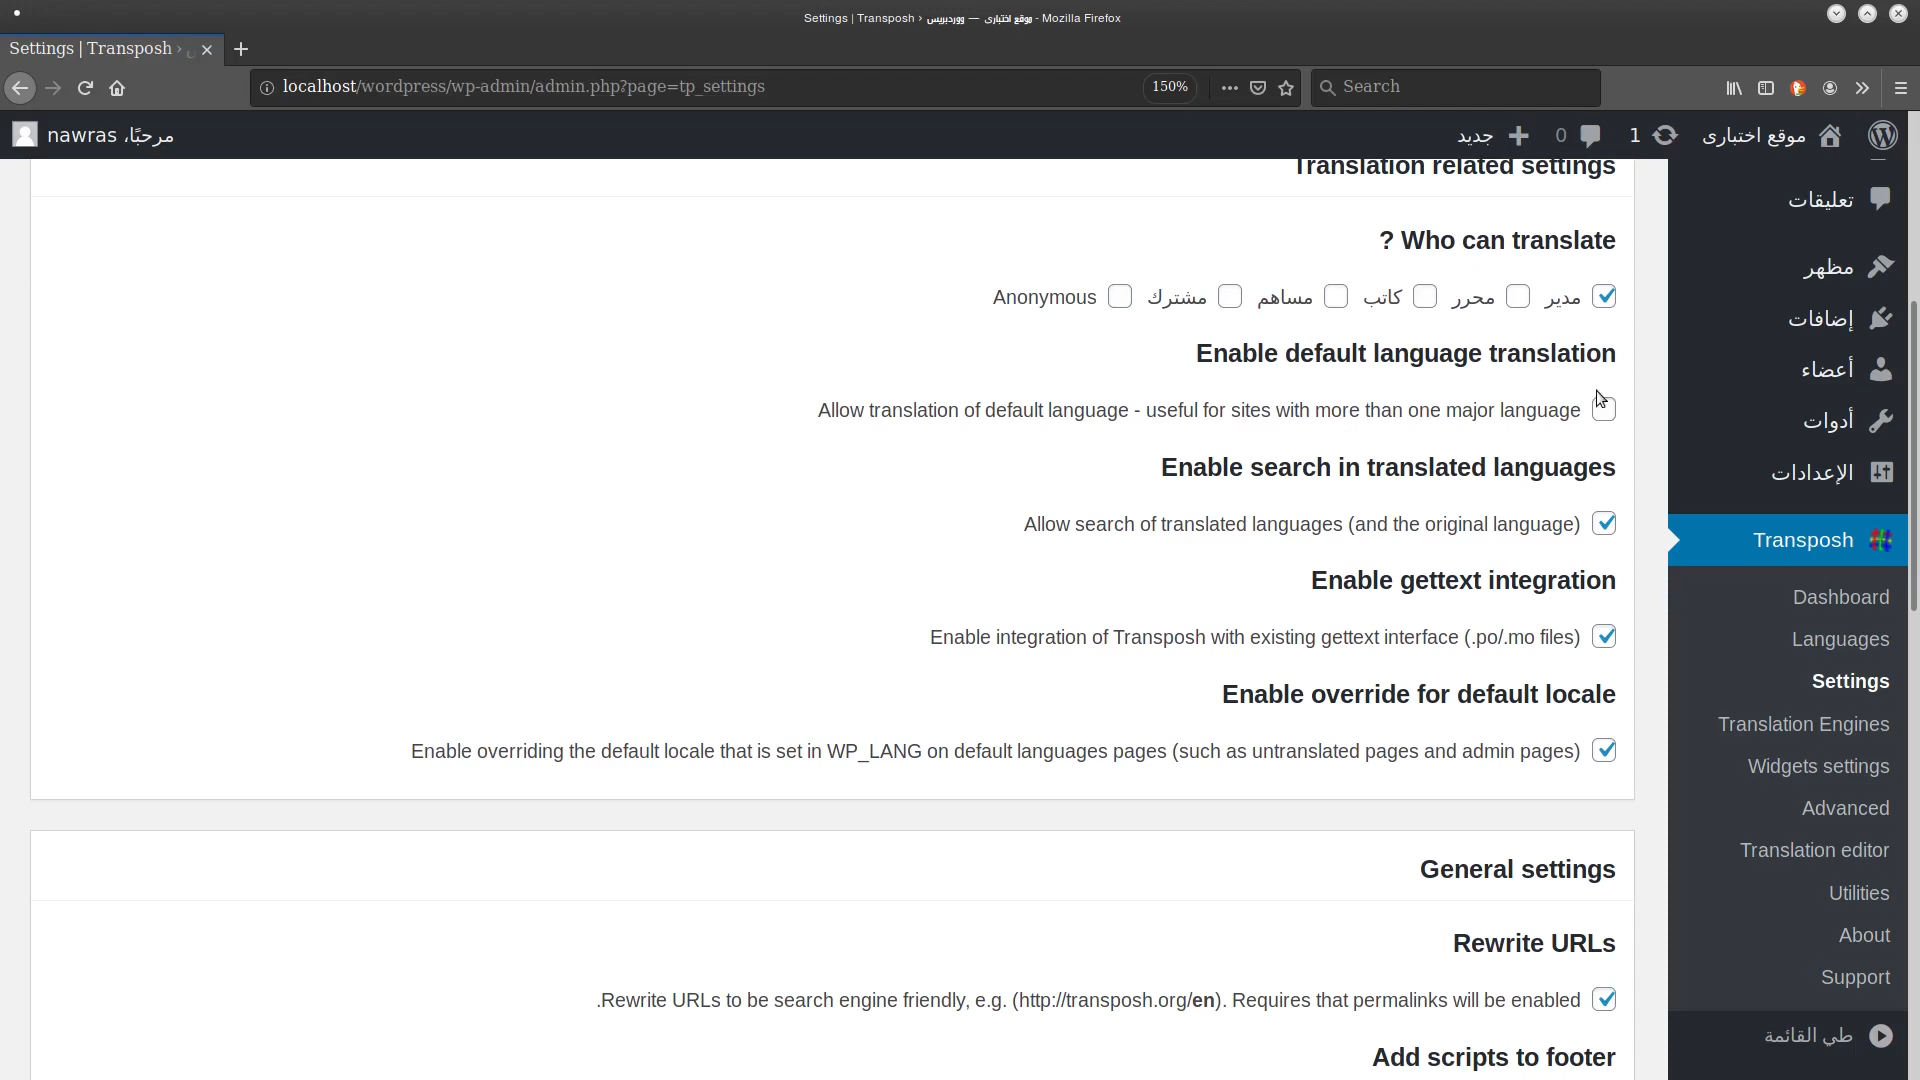 Settings | Transposh › موقع اختباري — ووردبريس - Mozilla Firefox
Settings | Transposh ›
localhost/wordpress/wp-admin/admin.php?page=tp_settings
150%
Search
موقع اختباري
1
0
جديد
مرحبًا، nawras
Translation related settings
? Who can translate
مدير
محرر
كاتب
مساهم
مشترك
Anonymous
Enable default language translation
Allow translation of default language - useful for sites with more than one major language
Enable search in translated languages
Allow search of translated languages (and the original language)
Enable gettext integration
Enable integration of Transposh with existing gettext interface (.po/.mo files)
Enable override for default locale
Enable overriding the default locale that is set in WP_LANG on default languages pages (such as untranslated pages and admin pages)
General settings
Rewrite URLs
.Rewrite URLs to be search engine friendly, e.g. (http://transposh.org/en). Requires that permalinks will be enabled
Add scripts to footer
تعليقات
مظهر
إضافات
أعضاء
أدوات
الإعدادات
Transposh
Dashboard
Languages
Settings
Translation Engines
Widgets settings
Advanced
Translation editor
Utilities
About
Support
طي القائمة